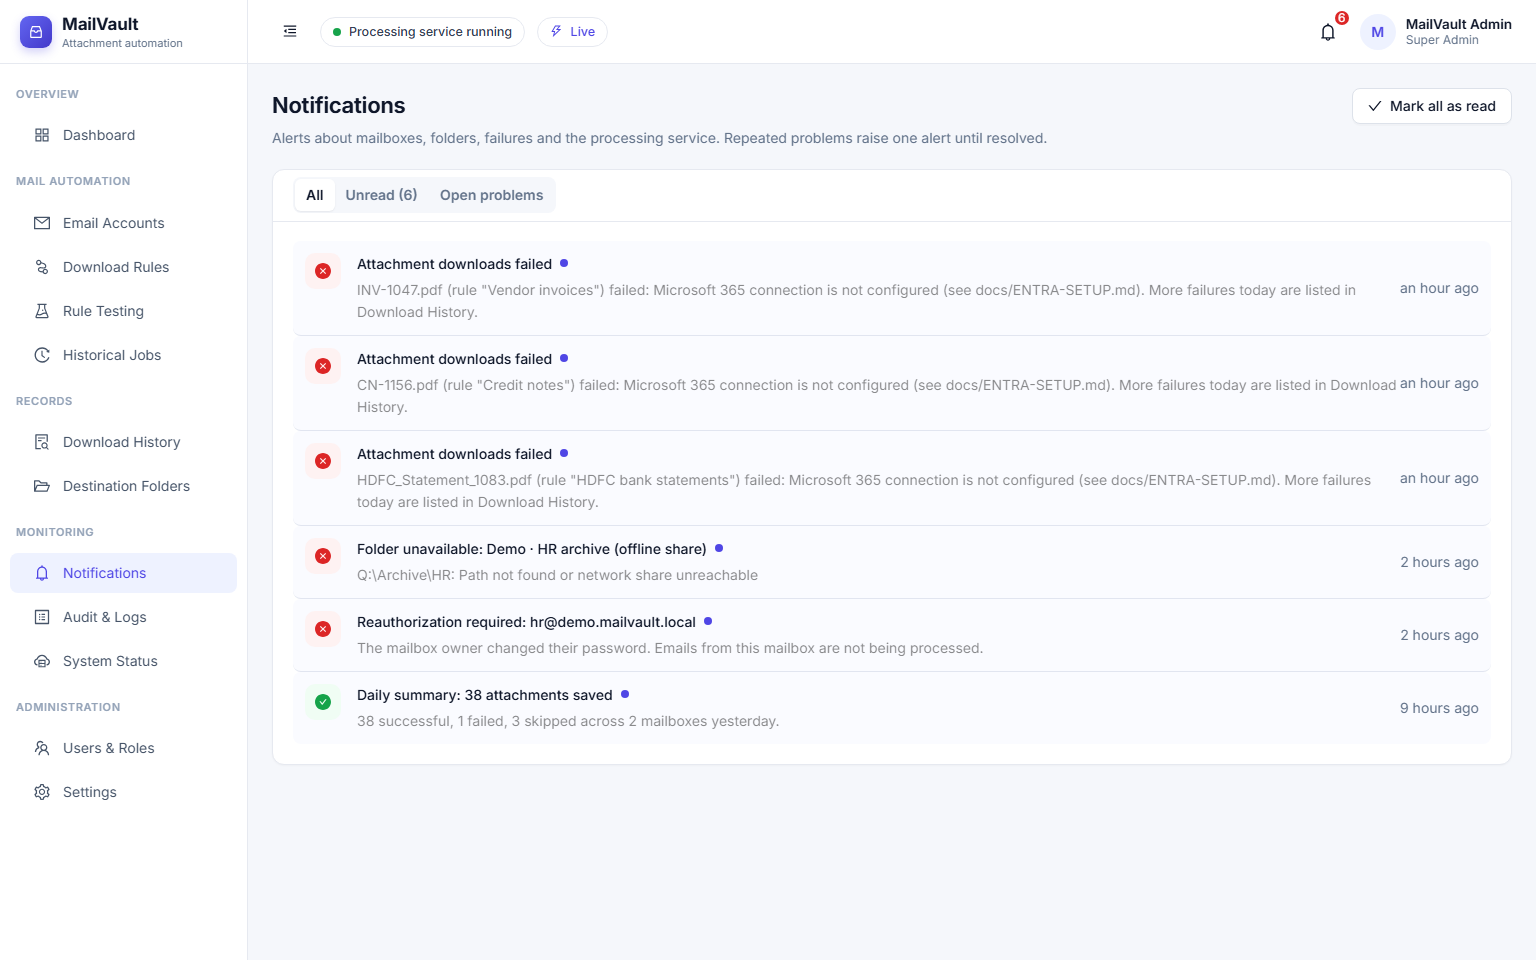 MailVault
Attachment automation
Processing service running
Live
6
M
MailVault Admin
Super Admin
OVERVIEW
Dashboard
MAIL AUTOMATION
Email Accounts
Download Rules
Rule Testing
Historical Jobs
RECORDS
Download History
Destination Folders
MONITORING
Notifications
Audit & Logs
System Status
ADMINISTRATION
Users & Roles
Settings
Notifications
Mark all as read
Alerts about mailboxes, folders, failures and the processing service. Repeated problems raise one alert until resolved.
All
Unread (6)
Open problems
Attachment downloads failed
INV-1047.pdf (rule "Vendor invoices") failed: Microsoft 365 connection is not configured (see docs/ENTRA-SETUP.md). More failures today are listed in
Download History.
an hour ago
Attachment downloads failed
CN-1156.pdf (rule "Credit notes") failed: Microsoft 365 connection is not configured (see docs/ENTRA-SETUP.md). More failures today are listed in Download
History.
an hour ago
Attachment downloads failed
HDFC_Statement_1083.pdf (rule "HDFC bank statements") failed: Microsoft 365 connection is not configured (see docs/ENTRA-SETUP.md). More failures
today are listed in Download History.
an hour ago
Folder unavailable: Demo · HR archive (offline share)
Q:\Archive\HR: Path not found or network share unreachable
2 hours ago
Reauthorization required: hr@demo.mailvault.local
The mailbox owner changed their password. Emails from this mailbox are not being processed.
2 hours ago
Daily summary: 38 attachments saved
38 successful, 1 failed, 3 skipped across 2 mailboxes yesterday.
9 hours ago